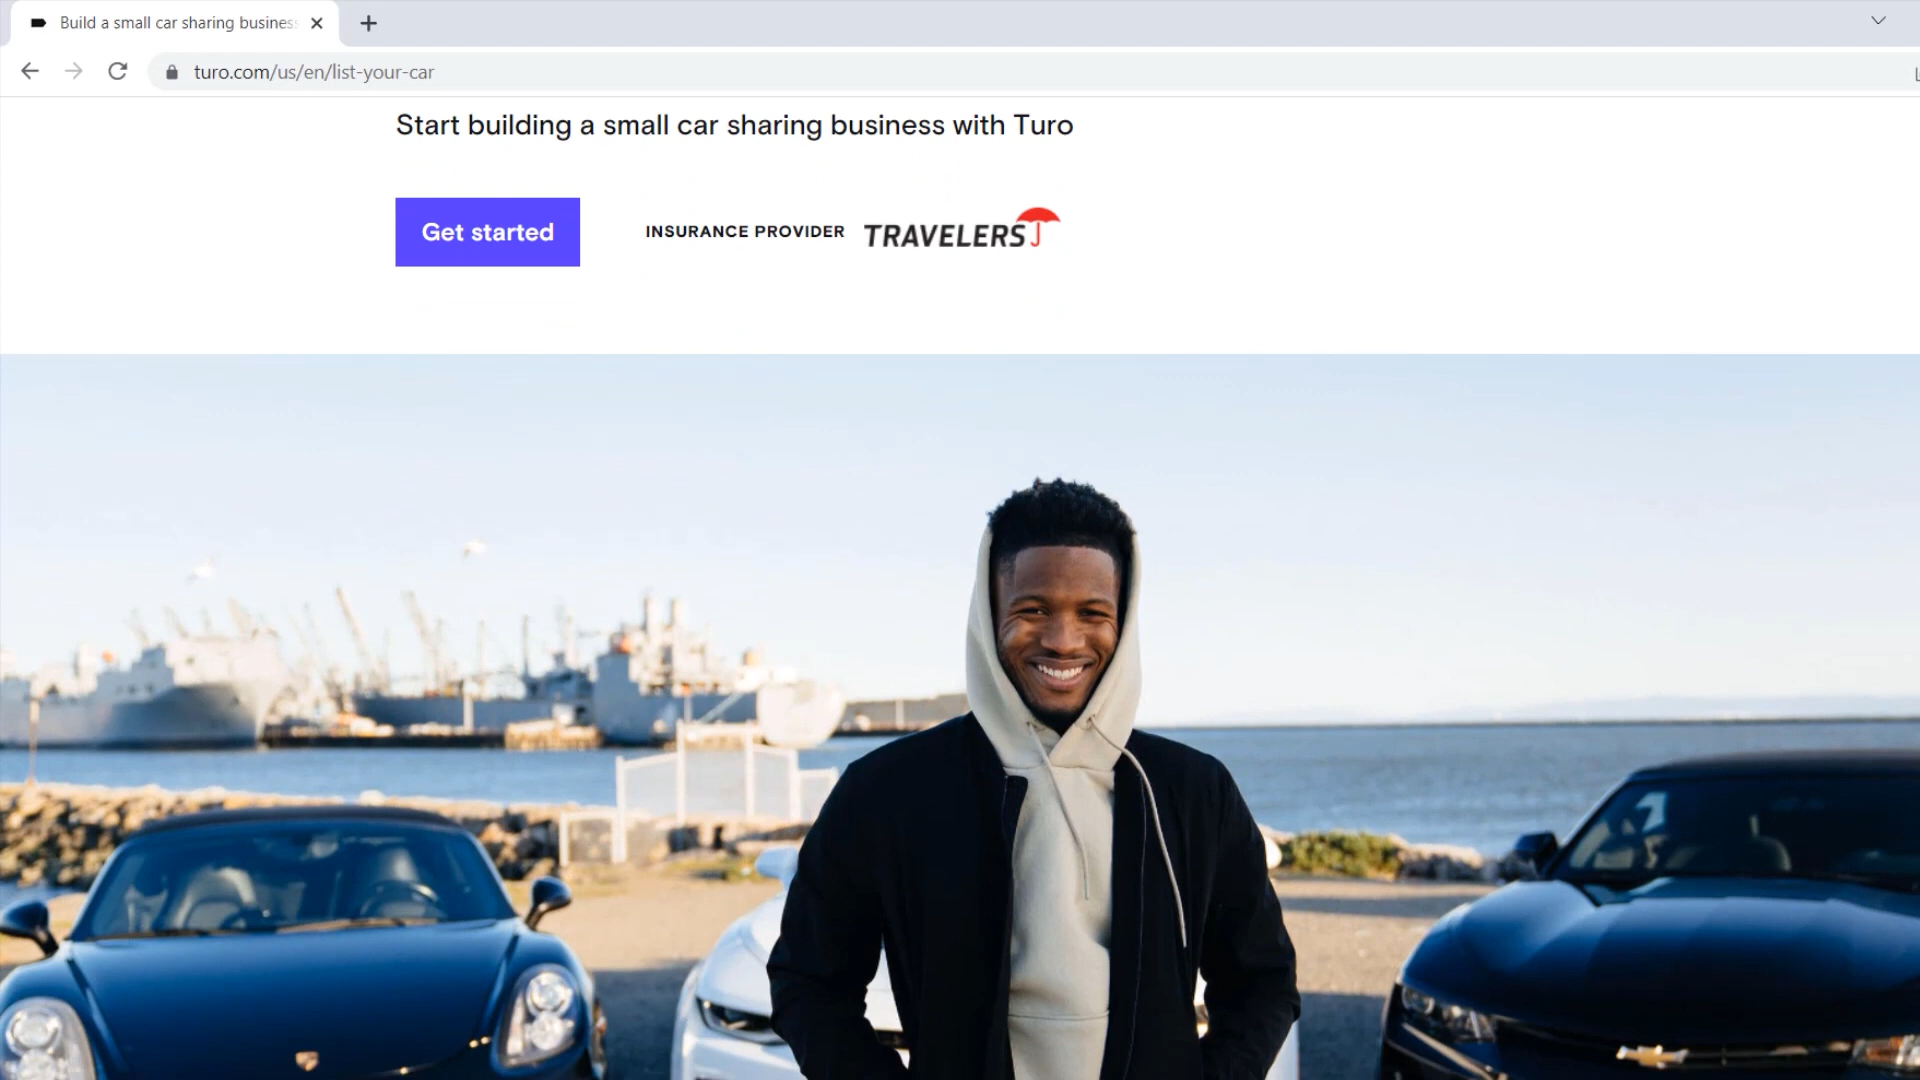 Build a small car sharing business
turo.com/us/en/list-your-car
Start building a small car sharing business with Turo
Get started
INSURANCE PROVIDER TRAVELERS